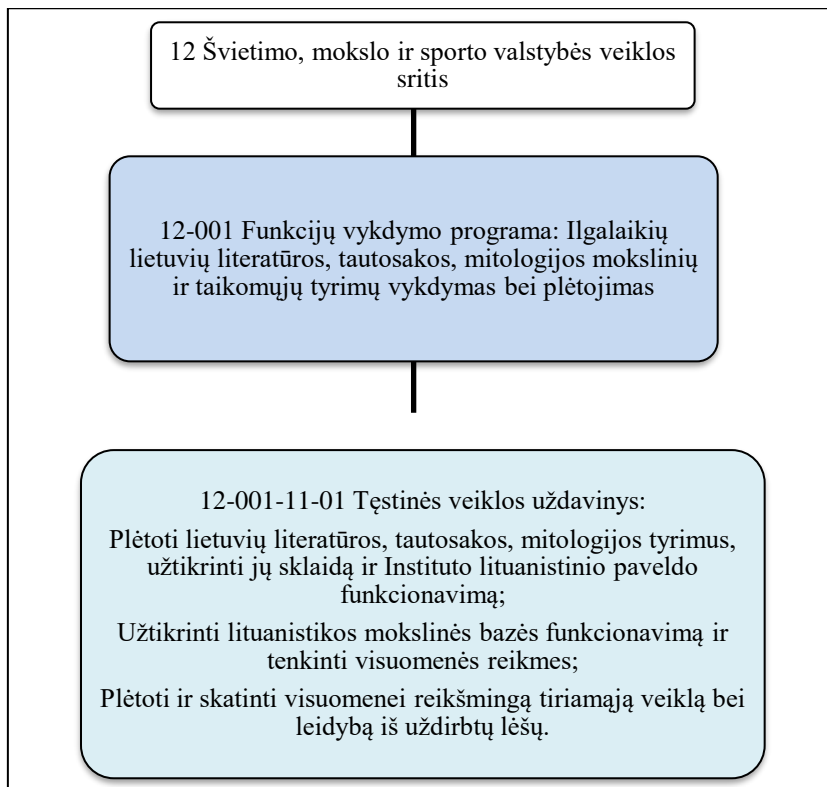 12 Švietimo, mokslo ir sporto valstybės veiklos
sritis
12-001 Funkcijų vykdymo programa: Ilgalaikių
lietuvių literatūros, tautosakos, mitologijos mokslinių
ir taikomųjų tyrimų vykdymas bei plėtojimas
12-001-11-01 Tęstinės veiklos uždavinys:
Plėtoti lietuvių literatūros, tautosakos, mitologijos tyrimus,
užtikrinti jų sklaidą ir Instituto lituanistinio paveldo
funkcionavimą;
Užtikrinti lituanistikos mokslinės bazės funkcionavimą ir
tenkinti visuomenės reikmes;
Plėtoti ir skatinti visuomenei reikšmingą tiriamąją veiklą bei
leidybą iš uždirbtų lėšų.